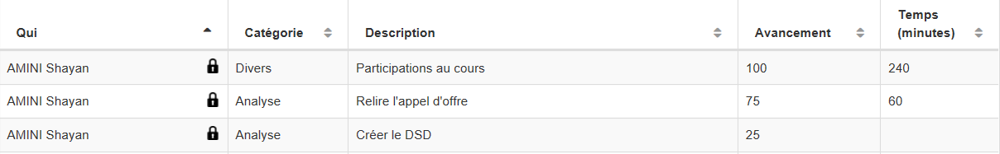 Qui Catégorie Description Avancement Temps (minutes)
AMINI Shayan Divers Participations au cours 100 240
AMINI Shayan Analyse Relire l'appel d'offre 75 60
AMINI Shayan Analyse Créer le DSD 25